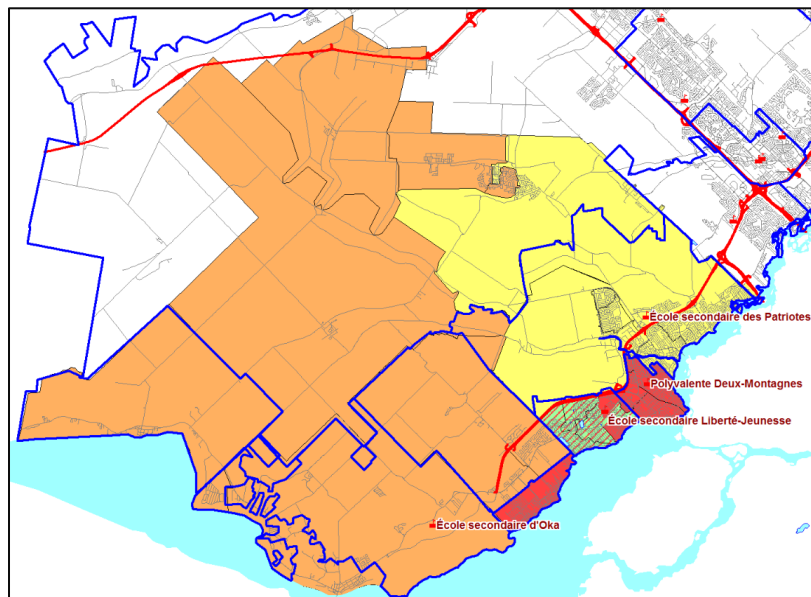 École secondaire des Patriotes
Polyvalente Deux-Montagnes
École secondaire Liberté-Jeunesse
École secondaire d'Oka